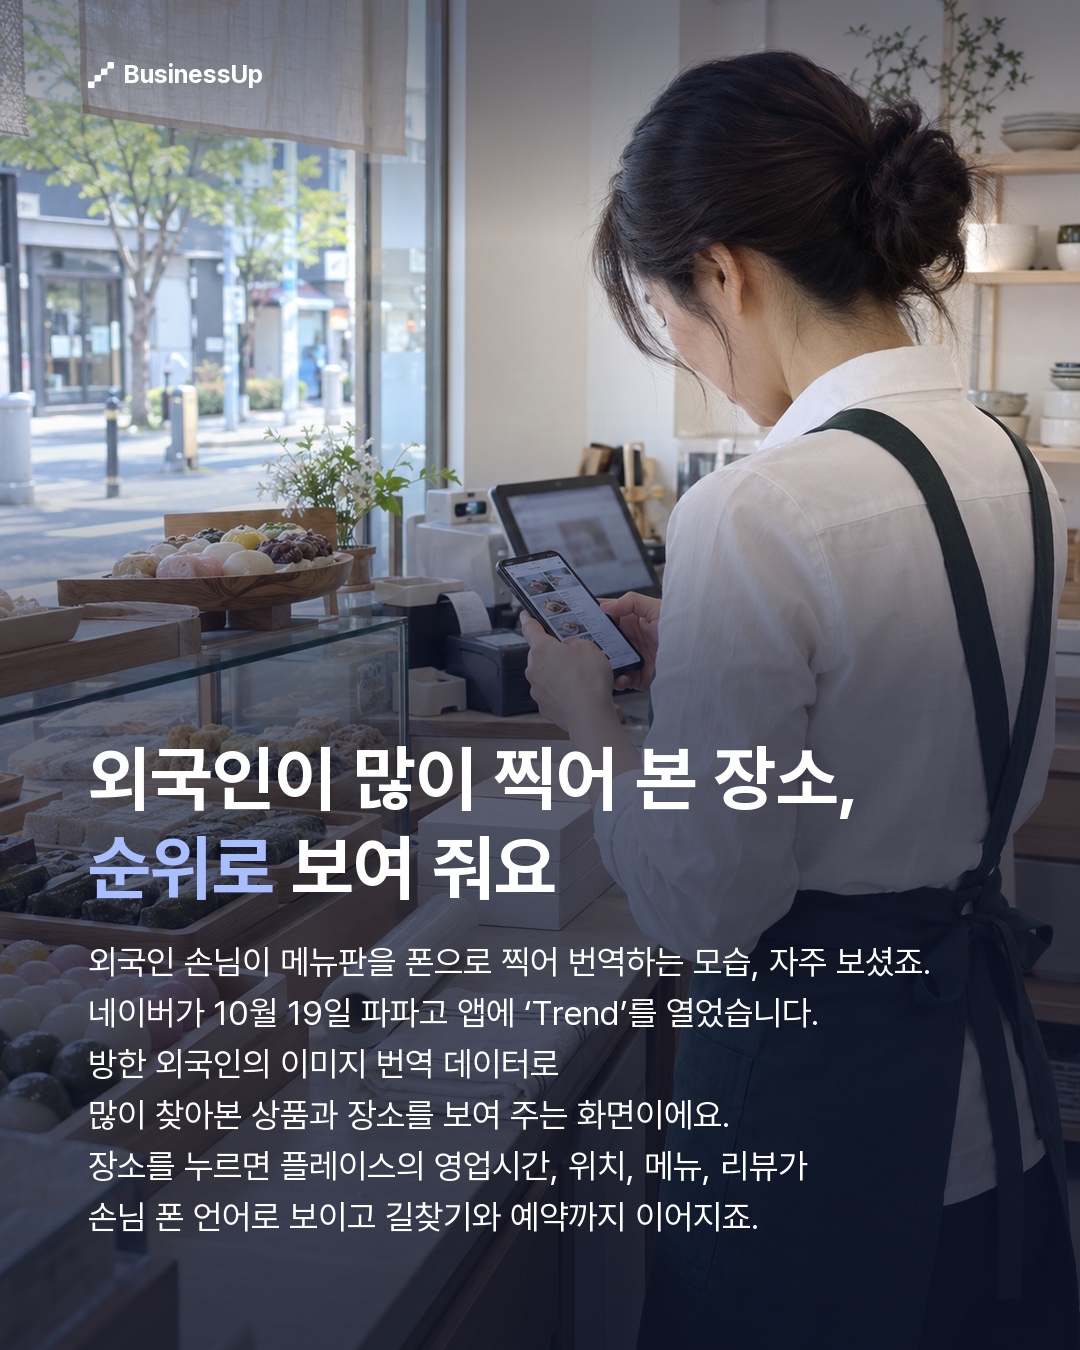 BusinessUp
외국인이 많이 찍어 본 장소,
순위로 보여 줘요
외국인 손님이 메뉴판을 폰으로 찍어 번역하는 모습, 자주 보셨죠.
네이버가 10월 19일 파파고 앱에 ‘Trend’를 열었습니다.
방한 외국인의 이미지 번역 데이터로
많이 찾아본 상품과 장소를 보여 주는 화면이에요.
장소를 누르면 플레이스의 영업시간, 위치, 메뉴, 리뷰가
손님 폰 언어로 보이고 길찾기와 예약까지 이어지죠.